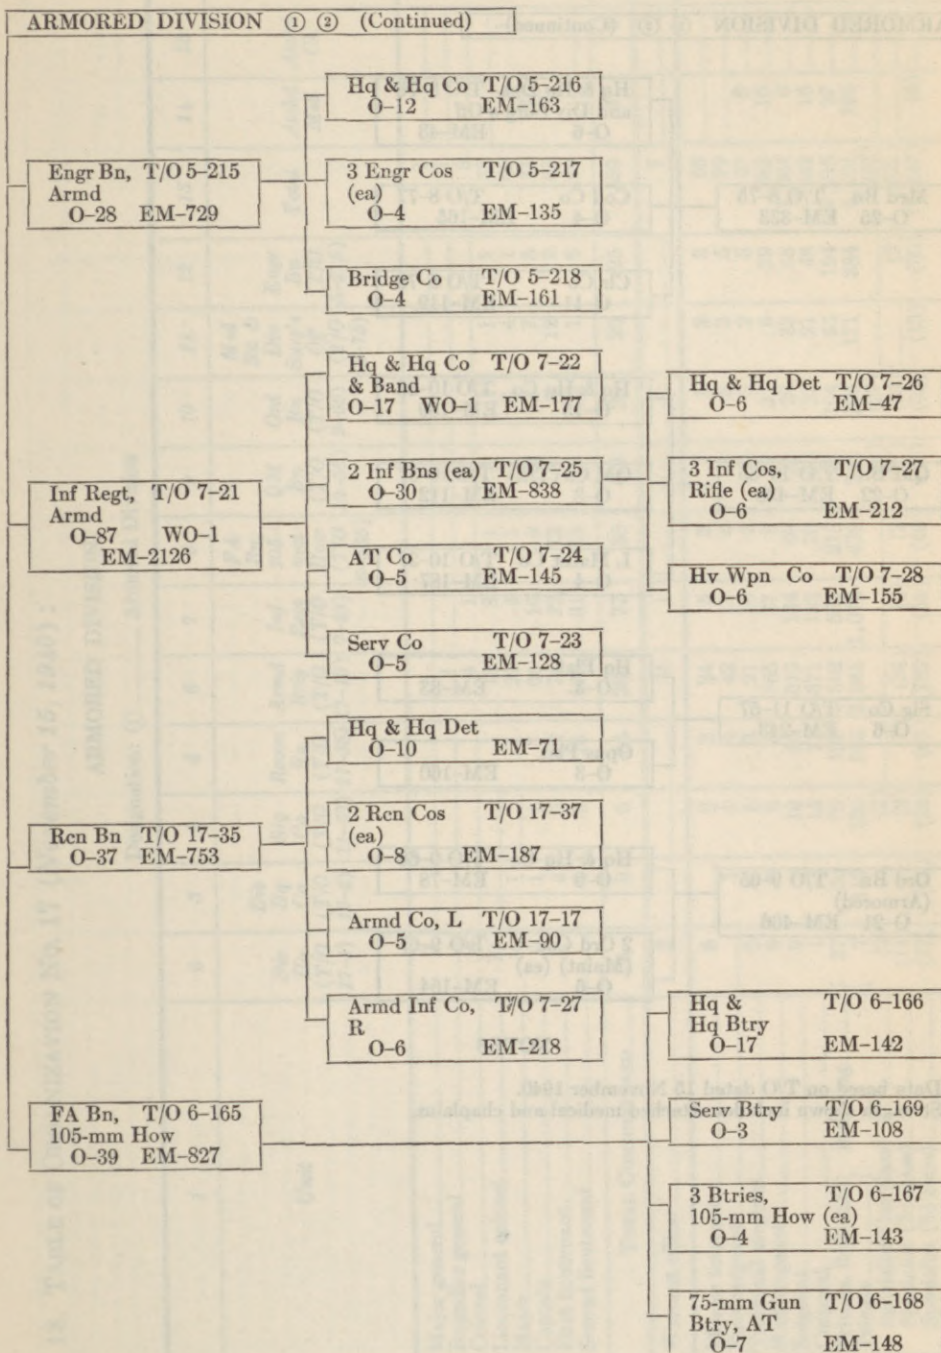 ARMORED DIVISION ① ② (Continued)
Hq & Hq Co T/O 5–216
O–12 EM–163
Engr Bn, T/O 5–215
Armd
O–28 EM–729
3 Engr Cos T/O 5–217
(ea)
O–4 EM–135
Bridge Co T/O 5–218
O–4 EM–161
Hq & Hq Co T/O 7–22
& Band
O–17 WO–1 EM–177
Inf Regt, T/O 7–21
Armd
O–87 WO–1
EM–2126
2 Inf Bns (ea) T/O 7–25
O–30 EM–838
AT Co T/O 7–24
O–5 EM–145
Serv Co T/O 7–23
O–5 EM–128
Hq & Hq Det T/O 7–26
O–6 EM–47
3 Inf Cos, T/O 7–27
Rifle (ea)
O–6 EM–212
Hv Wpn Co T/O 7–28
O–6 EM–155
Rcn Bn T/O 17–35
O–37 EM–753
Hq & Hq Det
O–10 EM–71
2 Rcn Cos T/O 17–37
(ea)
O–8 EM–187
Armd Co, L T/O 17–17
O–5 EM–90
Armd Inf Co, T/O 7–27
R
O–6 EM–218
FA Bn, T/O 6–165
105-mm How
O–39 EM–827
Hq & T/O 6–166
Hq Btry
O–17 EM–142
Serv Btry T/O 6–169
O–3 EM–108
3 Btries, T/O 6–167
105-mm How (ea)
O–4 EM–143
75-mm Gun T/O 6–168
Btry, AT
O–7 EM–148